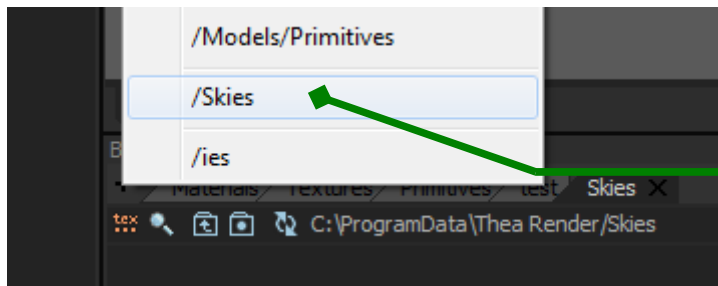 /Models/Primitives
/Skies
/ies
Materials Textures Primitives test Skies
tex C:\ProgramData\Thea Render/Skies